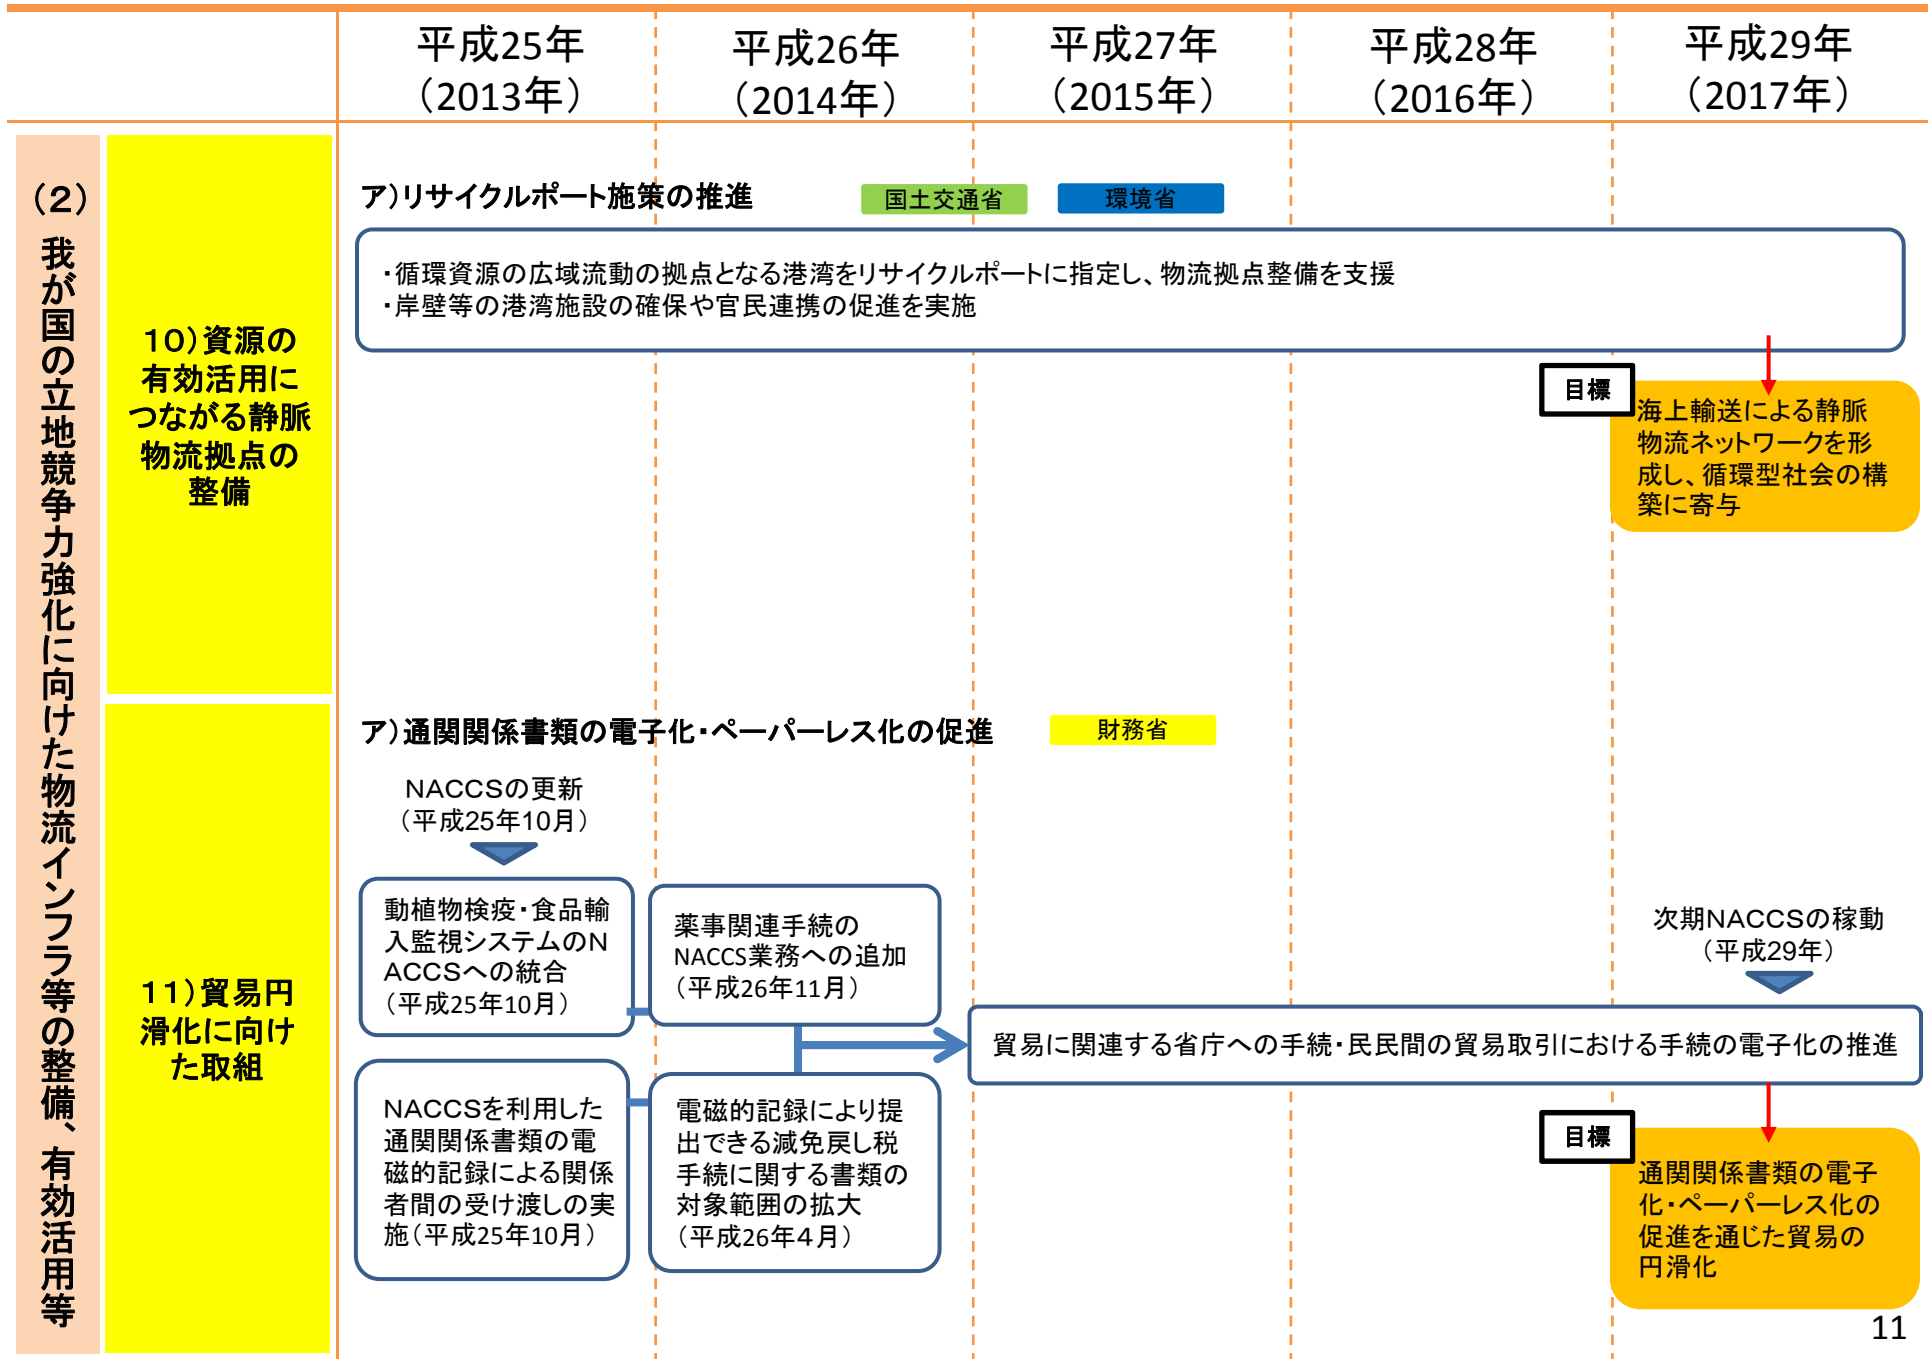 平成25年
（2013年）
平成26年
（2014年）
平成27年
（2015年）
平成28年
（2016年）
平成29年
（2017年）
（２）我が国の立地競争力強化に向けた物流インフラ等の整備、有効活用等
１０）資源の
有効活用に
つながる静脈
物流拠点の
整備
ア）リサイクルポート施策の推進
国土交通省
環境省
・循環資源の広域流動の拠点となる港湾をリサイクルポートに指定し、物流拠点整備を支援
・岸壁等の港湾施設の確保や官民連携の促進を実施
目標
海上輸送による静脈
物流ネットワークを形
成し、循環型社会の構
築に寄与
１１）貿易円
滑化に向け
た取組
ア）通関関係書類の電子化・ペーパーレス化の促進
財務省
ＮＡＣＣＳの更新
（平成25年10月）
動植物検疫・食品輸
入監視システムのＮ
ＡＣＣＳへの統合
（平成25年10月）
薬事関連手続の
NACCS業務への追加
（平成26年11月）
次期NACCSの稼動
（平成29年）
貿易に関連する省庁への手続・民民間の貿易取引における手続の電子化の推進
ＮＡＣＣＳを利用した
通関関係書類の電
磁的記録による関係
者間の受け渡しの実
施（平成25年10月）
電磁的記録により提
出できる減免戻し税
手続に関する書類の
対象範囲の拡大
（平成26年４月）
目標
通関関係書類の電子
化・ペーパーレス化の
促進を通じた貿易の
円滑化
11